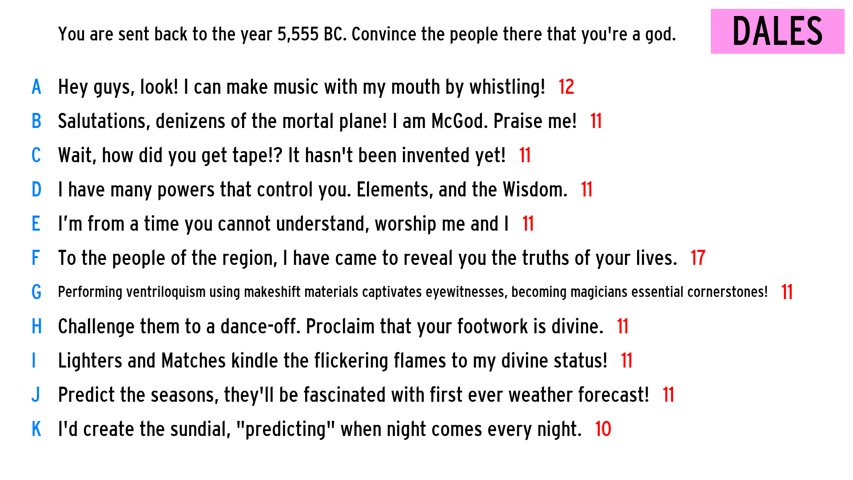 You are sent back to the year 5,555 BC. Convince the people there that you're a god.
DALES
A Hey guys, look! I can make music with my mouth by whistling! 12
B Salutations, denizens of the mortal plane! I am McGod. Praise me! 11
C Wait, how did you get tape!? It hasn't been invented yet! 11
D I have many powers that control you. Elements, and the Wisdom. 11
E I’m from a time you cannot understand, worship me and I 11
F To the people of the region, I have came to reveal you the truths of your lives. 17
G Performing ventriloquism using makeshift materials captivates eyewitnesses, becoming magicians essential cornerstones! 11
H Challenge them to a dance-off. Proclaim that your footwork is divine. 11
I Lighters and Matches kindle the flickering flames to my divine status! 11
J Predict the seasons, they'll be fascinated with first ever weather forecast! 11
K I'd create the sundial, "predicting" when night comes every night. 10